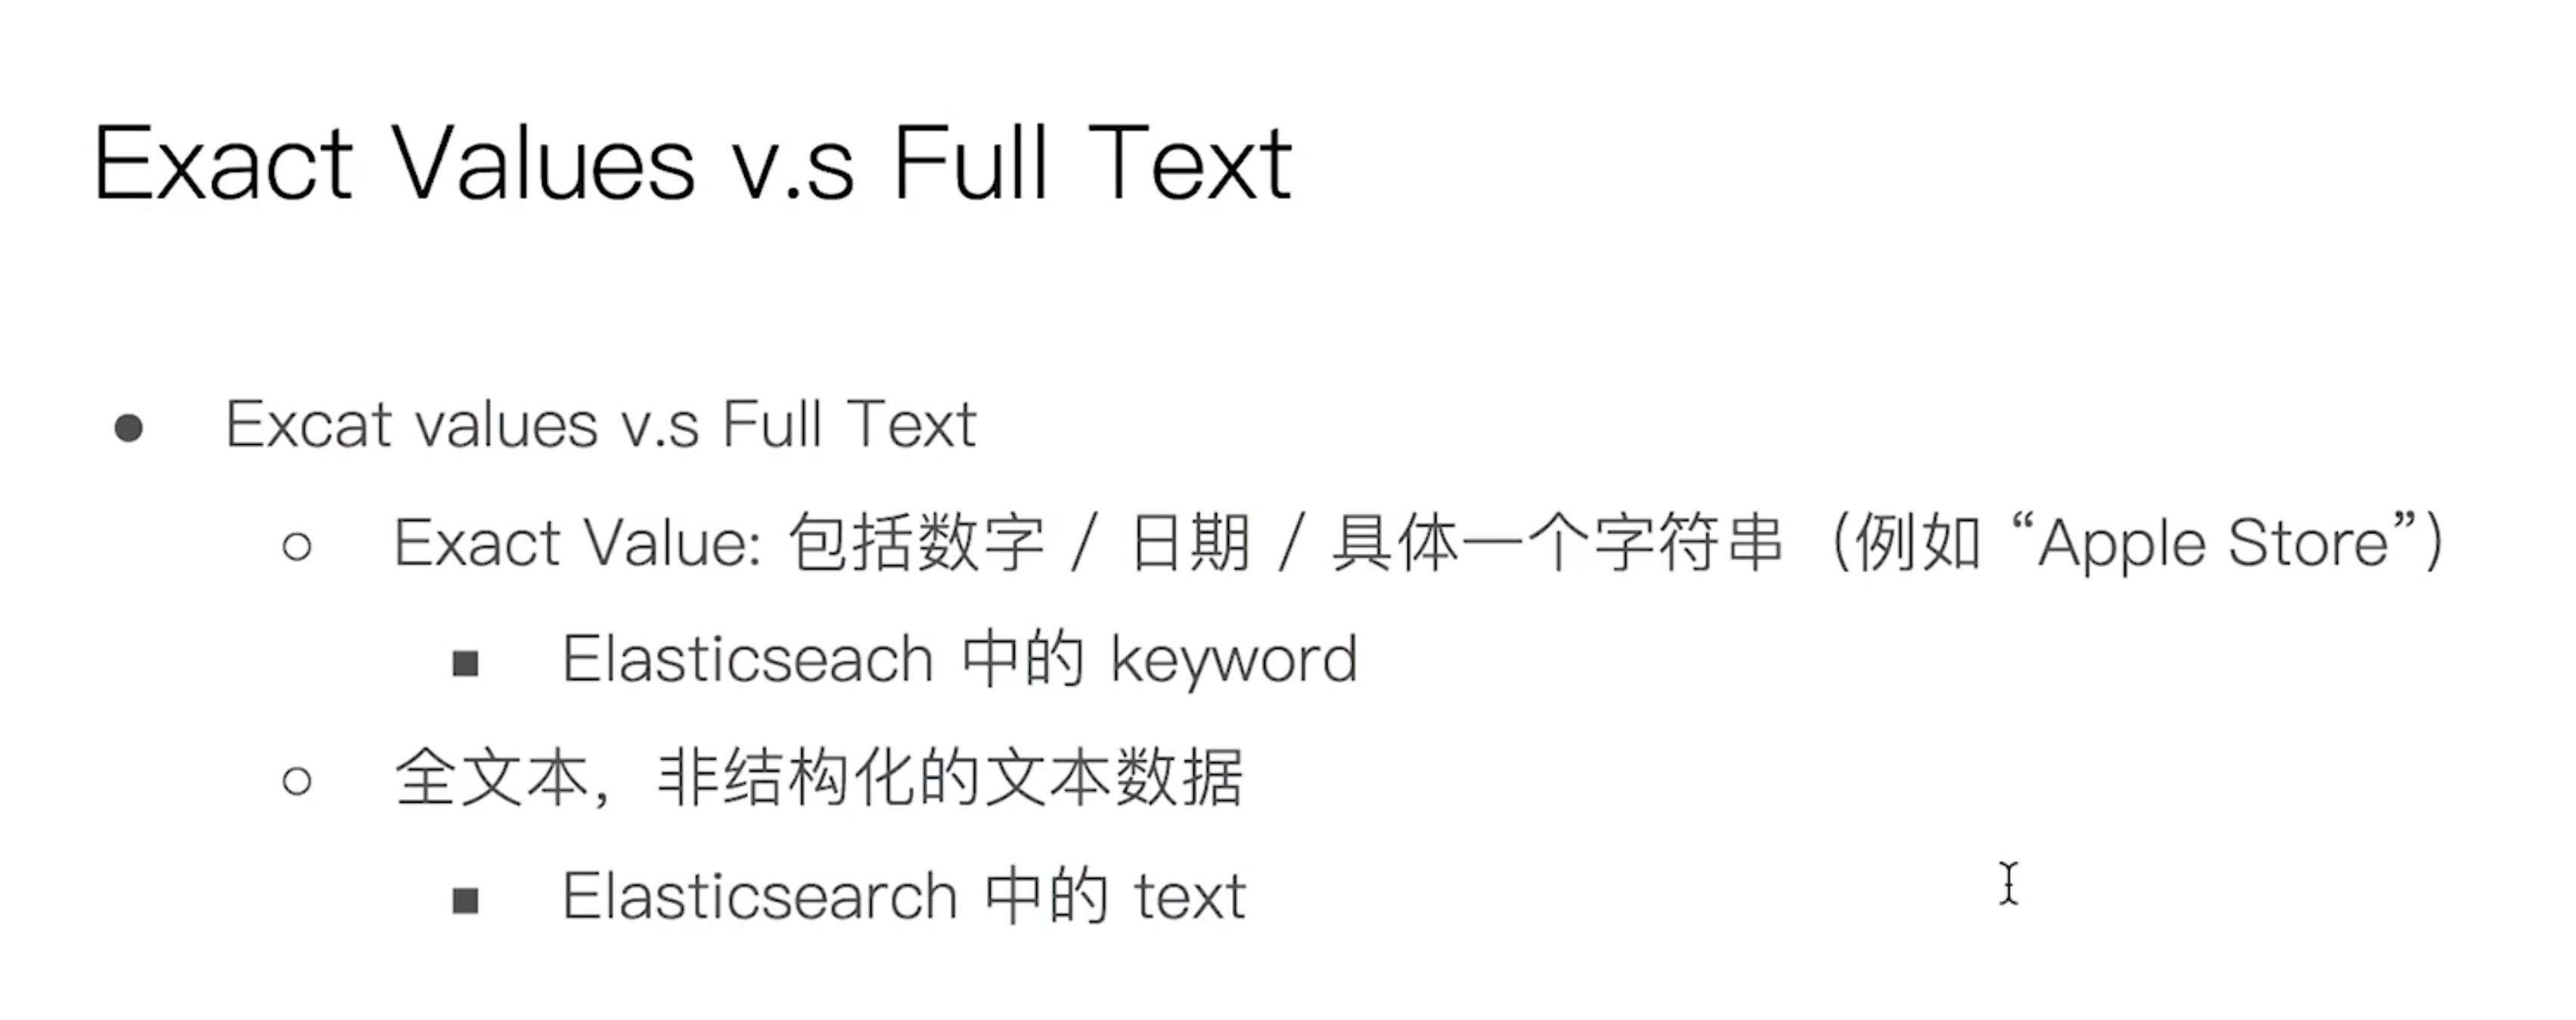 Exact Values v.s Full Text
● Excat values v.s Full Text
○ Exact Value: 包括数字 / 日期 / 具体一个字符串（例如 “Apple Store”）
■ Elasticseach 中的 keyword
○ 全文本，非结构化的文本数据
■ Elasticsearch 中的 text